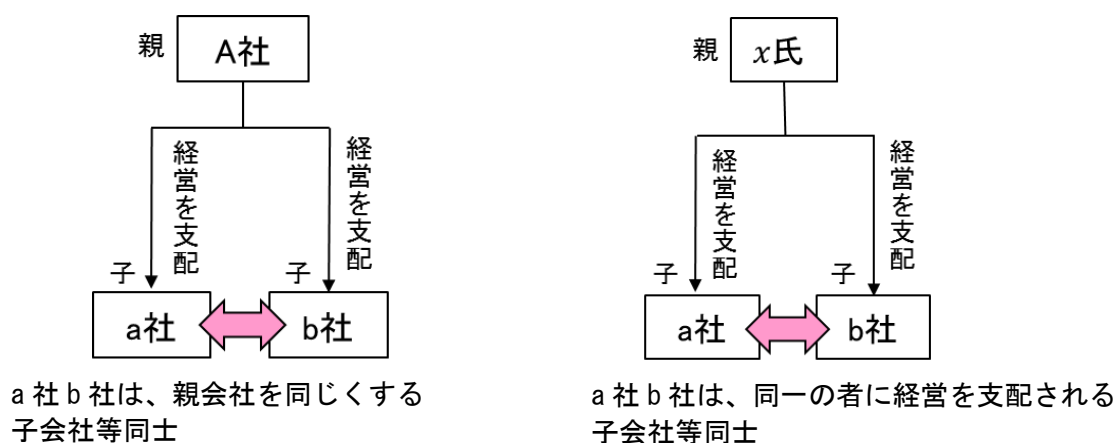 親
A社
経営を支配
経営を支配
子
子
a社
b社
a 社 b 社は、親会社を同じくする
子会社等同士
親
x氏
経営を支配
経営を支配
子
子
a社
b社
a 社 b 社は、同一の者に経営を支配される
子会社等同士